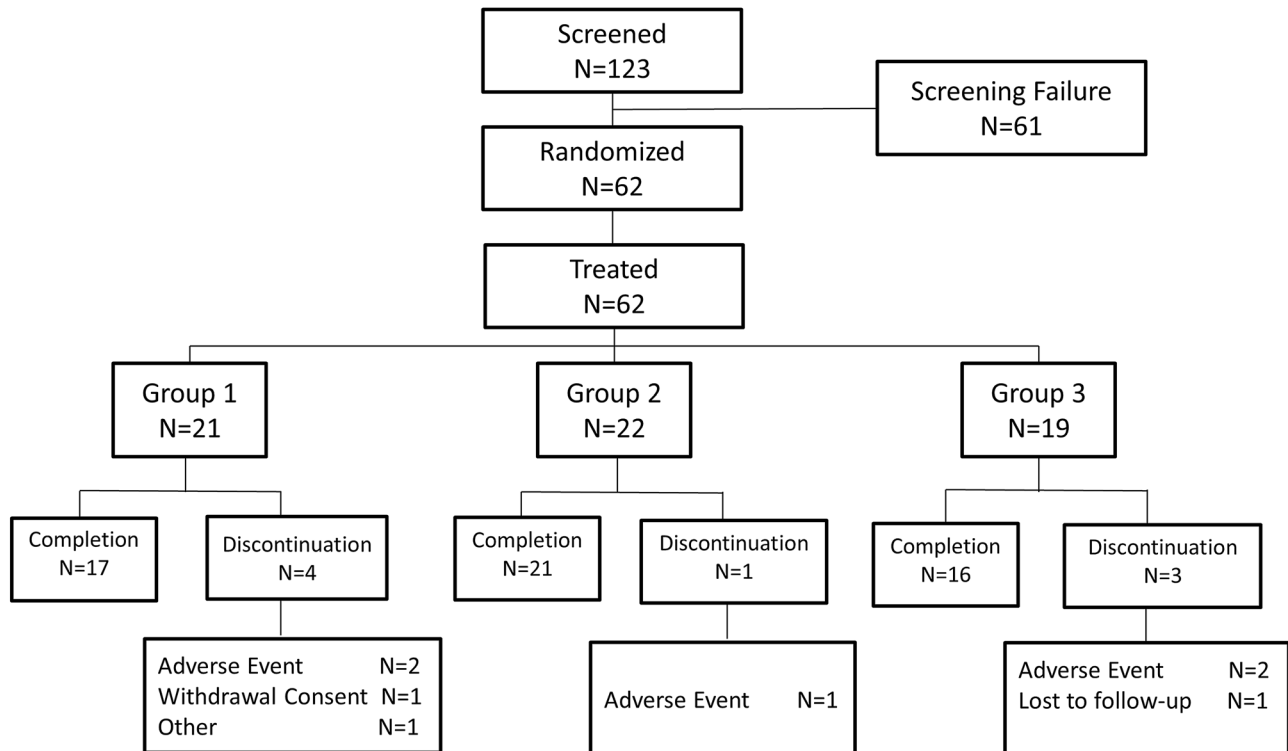 Screened
N=123
Screening Failure
N=61
Randomized
N=62
Treated
N=62
Group 1
N=21
Group 2
N=22
Group 3
N=19
Completion
N=17
Discontinuation
N=4
Completion
N=21
Discontinuation
N=1
Completion
N=16
Discontinuation
N=3
Adverse Event N=2
Withdrawal Consent N=1
Other N=1
Adverse Event N=1
Adverse Event N=2
Lost to follow-up N=1